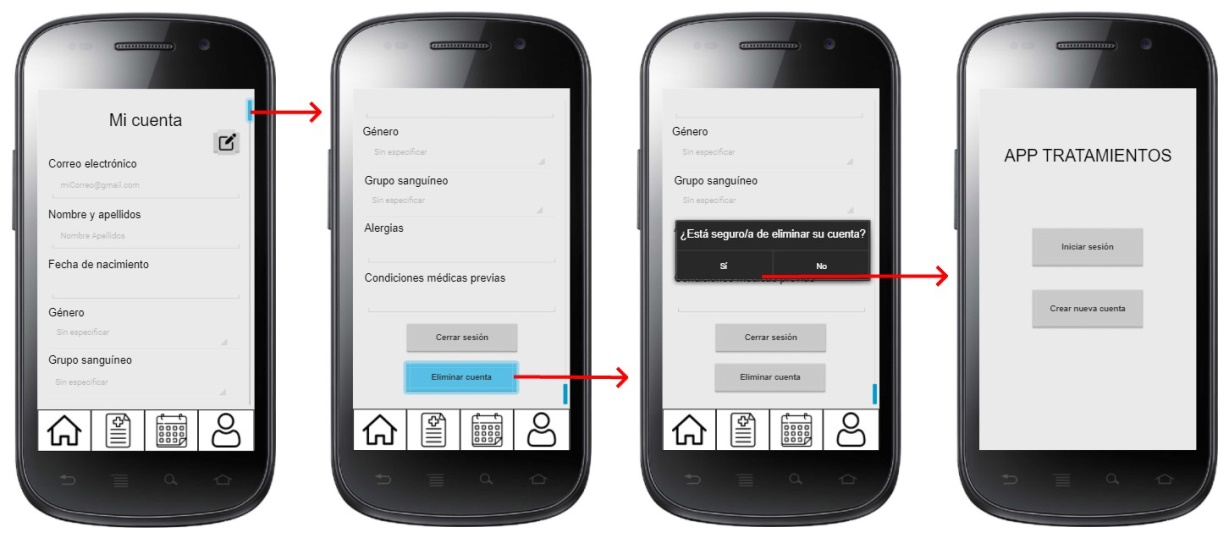 Mi cuenta
Correo electrónico
miCorreo@gmail.com
Nombre y apellidos
Nombre Apellidos
Fecha de nacimiento
Género
Sin especificar
Grupo sanguíneo
Sin especificar
Género
Sin especificar
Grupo sanguíneo
Sin especificar
Alergias
Condiciones médicas previas
Cerrar sesión
Eliminar cuenta
Género
Sin especificar
Grupo sanguíneo
Sin especificar
¿Está seguro/a de eliminar su cuenta?
Sí No
Condiciones médicas previas
Cerrar sesión
Eliminar cuenta
APP TRATAMIENTOS
Iniciar sesión
Crear nueva cuenta